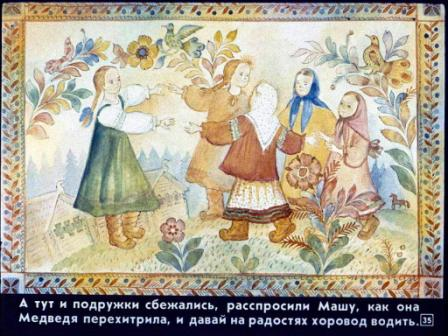 А тут и подружки сбежались, расспросили Машу, как она
Медведя перехитрила, и давай на радостях хоровод водить.
35